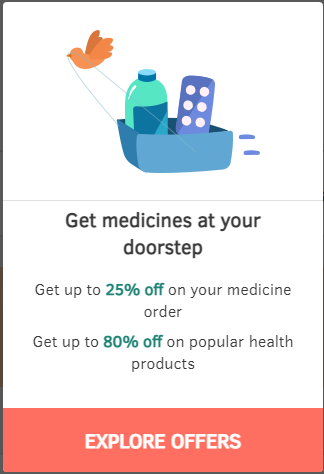 Get medicines at your
doorstep
Get up to 25% off on your medicine
order
Get up to 80% off on popular health
products
EXPLORE OFFERS